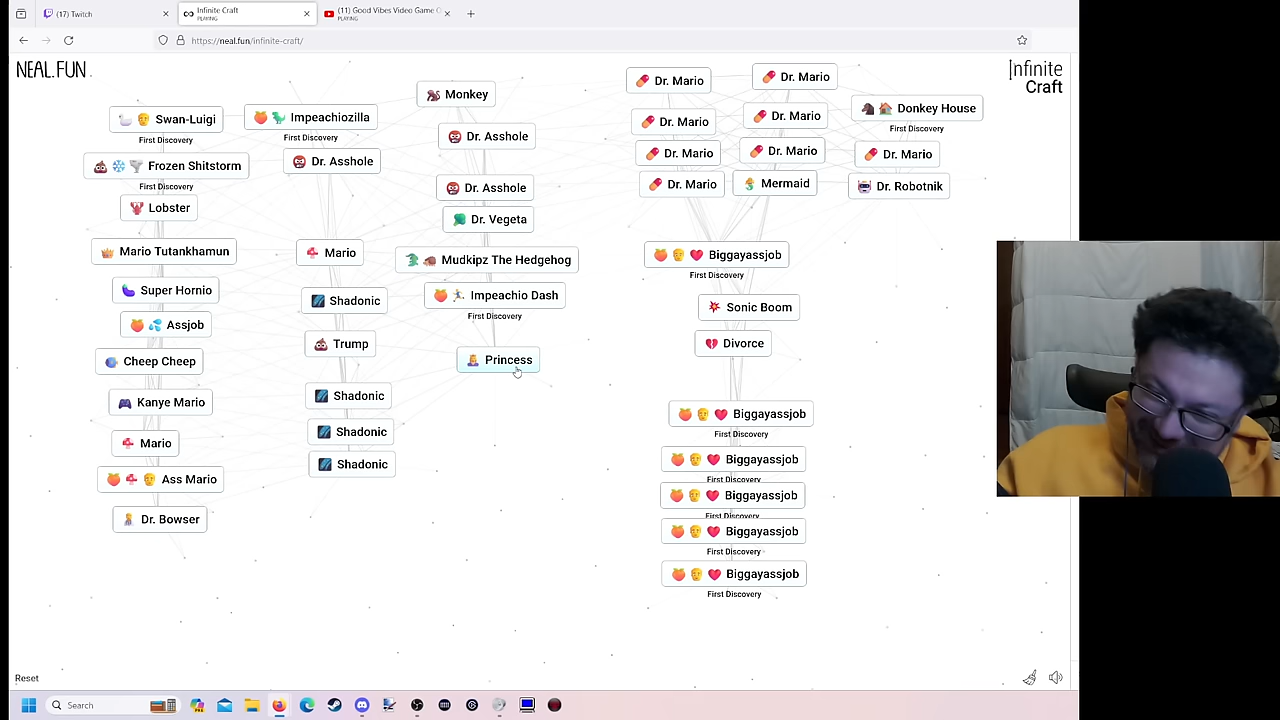 (17) Twitch
Infinite Craft
PLAYING
(11) Good Vibes Video Game
PLAYING
https://neal.fun/infinite-craft/
NEAL.FUN
Infinite
Craft
Swan-Luigi
First Discovery
Frozen Shitstorm
First Discovery
Lobster
Mario Tutankhamun
Super Hornio
Assjob
Cheep Cheep
Kanye Mario
Mario
Ass Mario
Dr. Bowser
Impeachiozilla
First Discovery
Dr. Asshole
Mario
Shadonic
Trump
Shadonic
Shadonic
Shadonic
Monkey
Dr. Asshole
Dr. Asshole
Dr. Vegeta
Mudkipz The Hedgehog
Impeachio Dash
First Discovery
Princess
Dr. Mario
Dr. Mario
Dr. Mario
Dr. Mario
Dr. Mario
Dr. Mario
Dr. Mario
Mermaid
Donkey House
First Discovery
Dr. Mario
Dr. Robotnik
Biggayassjob
First Discovery
Sonic Boom
Divorce
Biggayassjob
First Discovery
Biggayassjob
First Discovery
Biggayassjob
First Discovery
Biggayassjob
First Discovery
Biggayassjob
First Discovery
Reset
Search